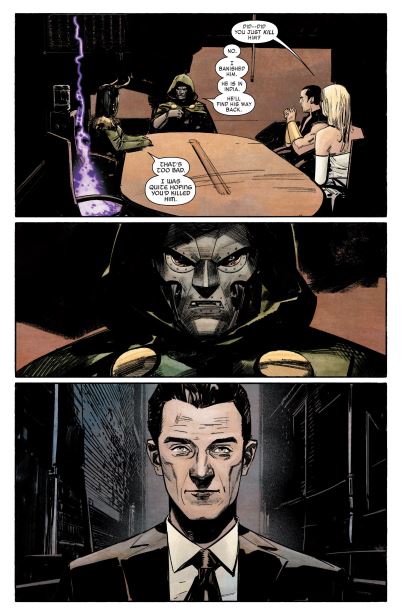 DID--DID
YOU JUST KILL
HIM?
NO.
I
BANISHED
HIM.
HE IS IN
INDIA.
HE'LL
FIND HIS WAY
BACK.
THAT'S
TOO BAD.
I WAS
QUITE HOPING
YOU'D KILLED
HIM.